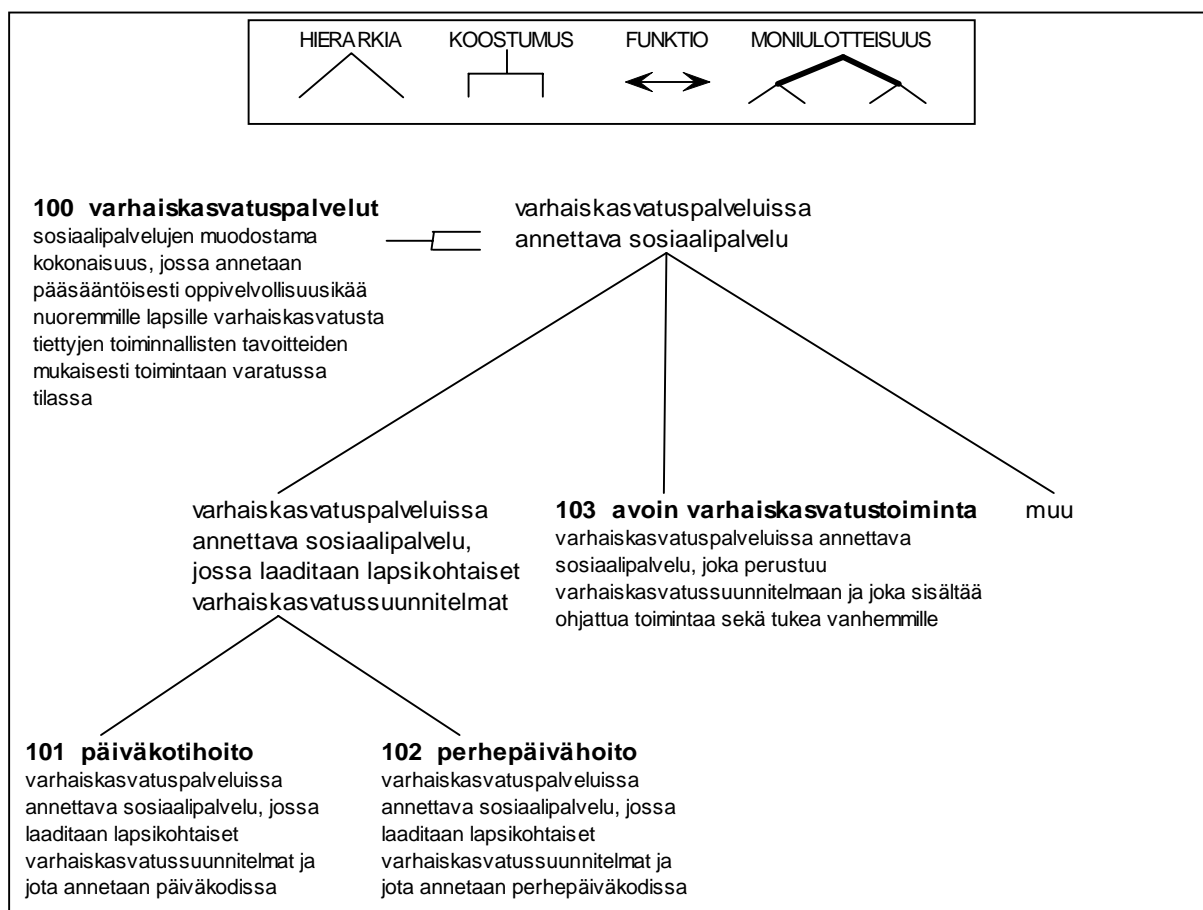 HIERARKIA KOOSTUMUS FUNKTIO MONIULOTTEISUUS
100 varhaiskasvatuspalvelut
sosiaalipalvelujen muodostama
kokonaisuus, jossa annetaan
pääsääntöisesti oppivelvollisuusikää
nuoremmille lapsille varhaiskasvatusta
tiettyjen toiminnallisten tavoitteiden
mukaisesti toimintaan varatussa
tilassa
varhaiskasvatuspalveluissa
annettava sosiaalipalvelu
varhaiskasvatuspalveluissa
annettava sosiaalipalvelu,
jossa laaditaan lapsikohtaiset
varhaiskasvatussuunnitelmat
103 avoin varhaiskasvatustoiminta
varhaiskasvatuspalveluissa annettava
sosiaalipalvelu, joka perustuu
varhaiskasvatussuunnitelmaan ja joka sisältää
ohjattua toimintaa sekä tukea vanhemmille
muu
101 päiväkotihoito
varhaiskasvatuspalveluissa
annettava sosiaalipalvelu, jossa
laaditaan lapsikohtaiset
varhaiskasvatussuunnitelmat ja
jota annetaan päiväkodissa
102 perhepäivähoito
varhaiskasvatuspalveluissa
annettava sosiaalipalvelu, jossa
laaditaan lapsikohtaiset
varhaiskasvatussuunnitelmat ja
jota annetaan perhepäiväkodissa